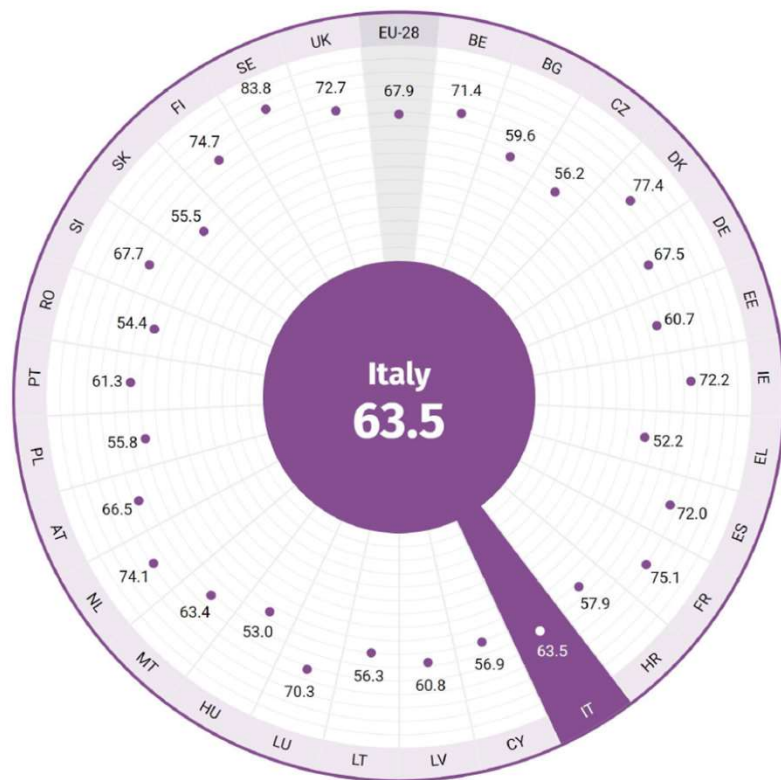 EU-28
67.9
BE
71.4
BG
59.6
CZ
56.2
DK
77.4
DE
67.5
EE
60.7
IE
72.2
EL
52.2
ES
72.0
FR
75.1
HR
57.9
IT
63.5
CY
56.9
LV
60.8
LT
56.3
LU
70.3
HU
53.0
MT
63.4
NL
74.1
AT
66.5
PL
55.8
PT
61.3
RO
54.4
SI
67.7
SK
55.5
FI
74.7
SE
83.8
UK
72.7
Italy
63.5